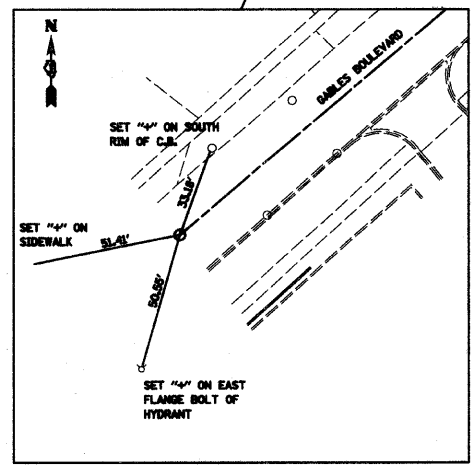 N
GABLES BOULEVARD
SET "+" ON SOUTH
RIM OF C.B.
33.18'
SET "+" ON
SIDEWALK
51.41'
50.55'
SET "+" ON EAST
FLANGE BOLT OF
HYDRANT